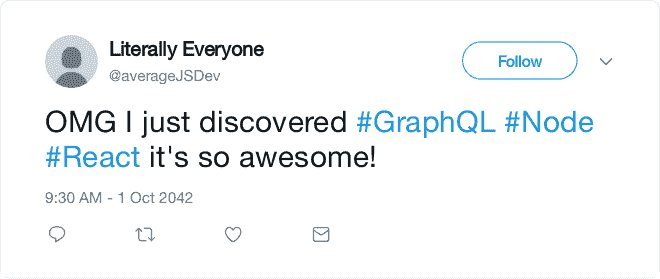 Literally Everyone
@averageJSDev
Follow
OMG I just discovered #GraphQL #Node
#React it's so awesome!
9:30 AM - 1 Oct 2042